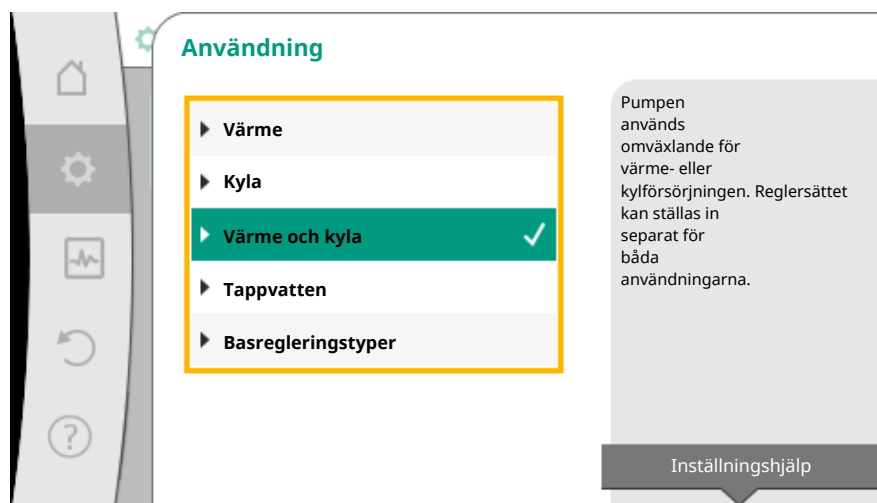 Användning
Värme
Kyla
Värme och kyla
Tappvatten
Basregleringstyper
Pumpen
används
omväxlande för
värme- eller
kylförsörjningen. Reglersättet
kan ställas in
separat för
båda
användningarna.
Inställningshjälp
?